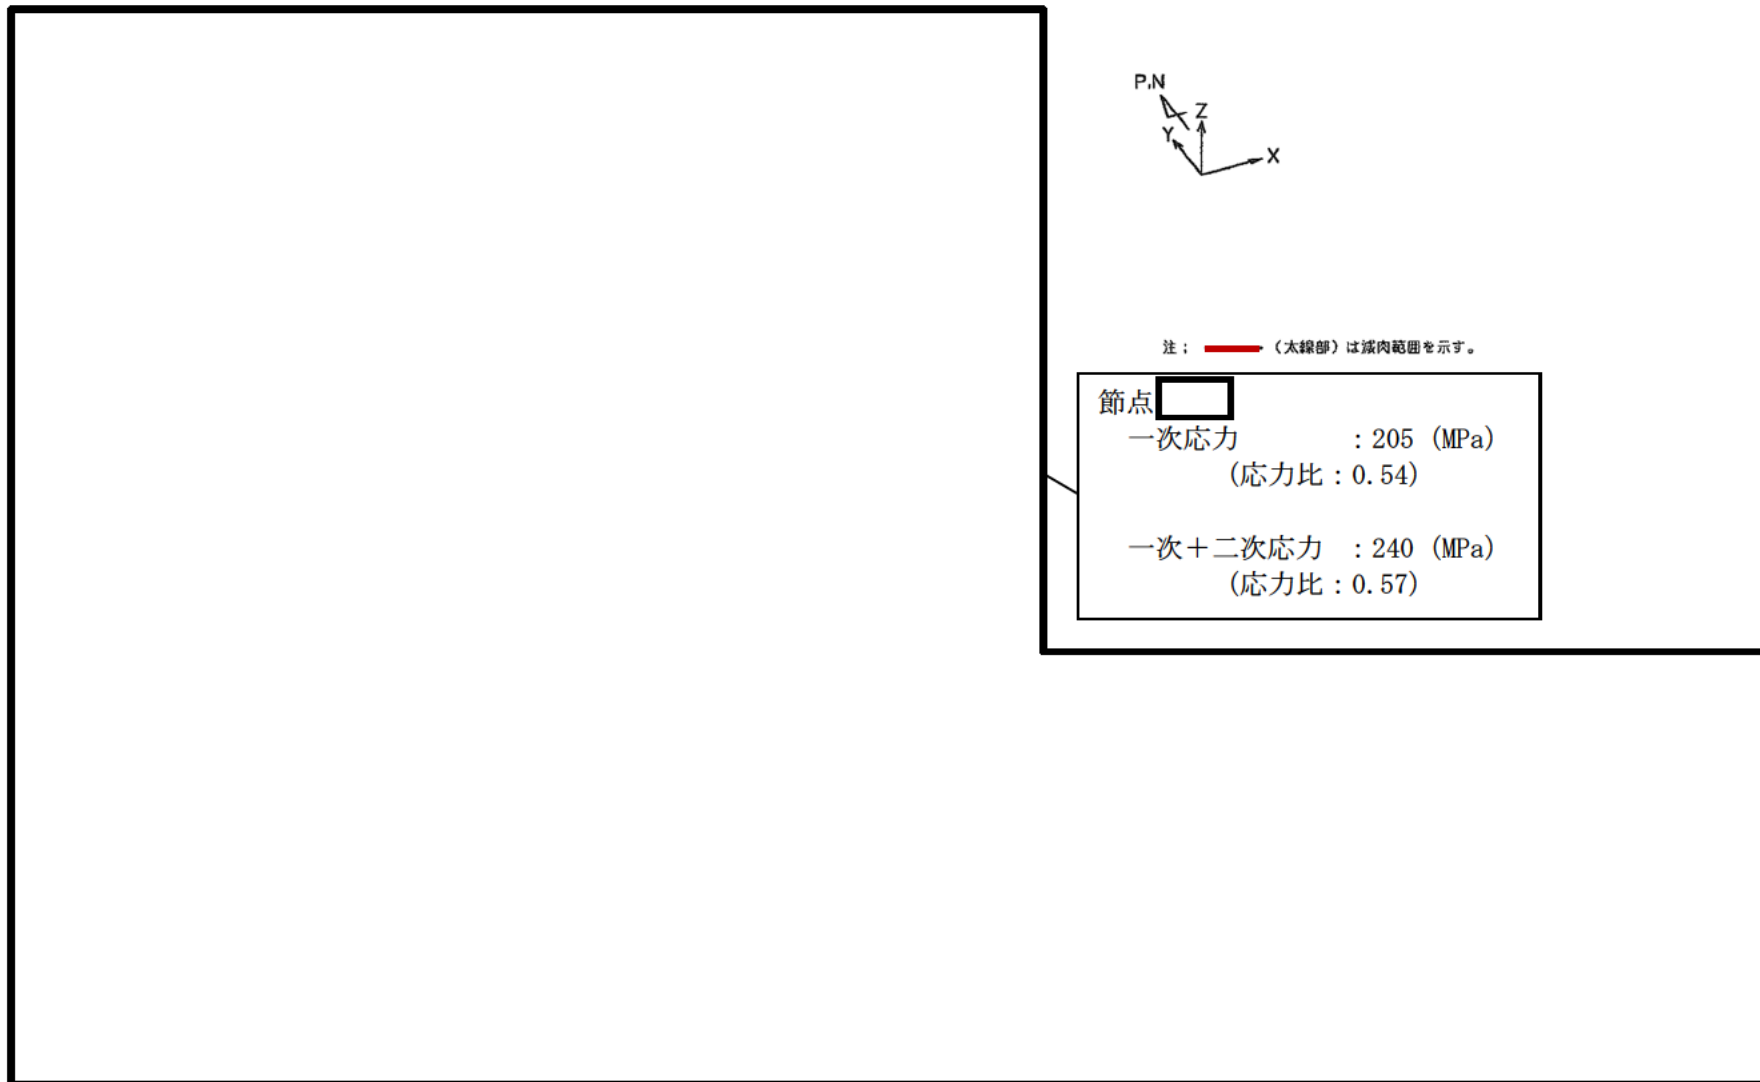 P.N
Z
Y
X
注； （太線部）は減肉範囲を示す。
節点
一次応力 ：205 (MPa)
(応力比：0.54)
一次＋二次応力 ：240 (MPa)
(応力比：0.57)